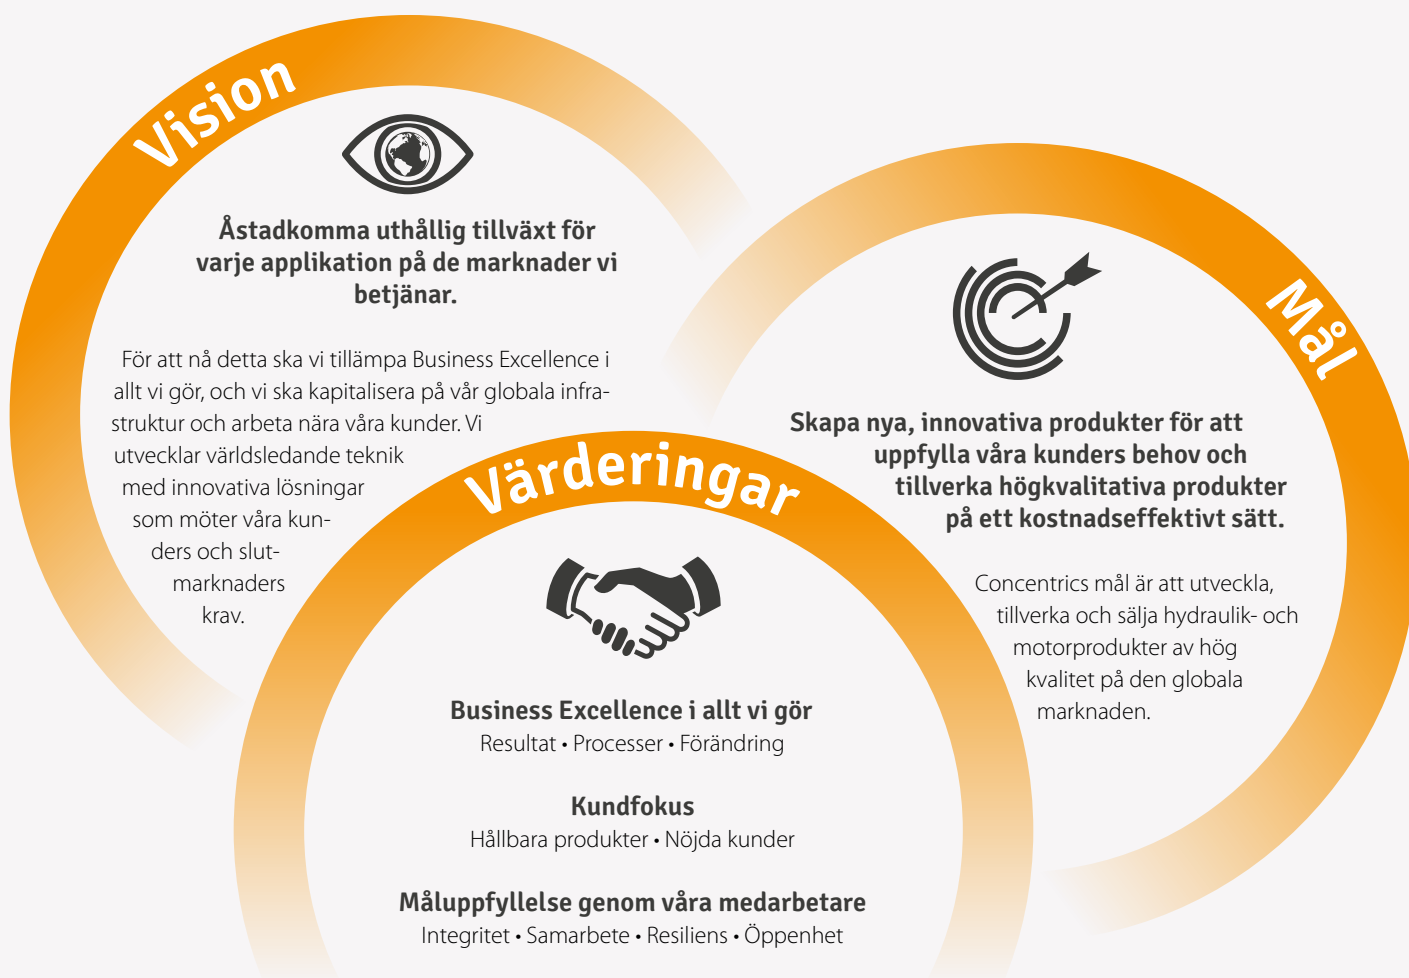 Vision
Åstadkomma uthållig tillväxt för
varje applikation på de marknader vi
betjänar.
För att nå detta ska vi tillämpa Business Excellence i
allt vi gör, och vi ska kapitalisera på vår globala infra-
struktur och arbeta nära våra kunder. Vi
utvecklar världsledande teknik
med innovativa lösningar
som möter våra kun-
ders och slut-
marknaders
krav.
Mål
Skapa nya, innovativa produkter för att
uppfylla våra kunders behov och
tillverka högkvalitativa produkter
på ett kostnadseffektivt sätt.
Concentrics mål är att utveckla,
tillverka och sälja hydraulik- och
motorprodukter av hög
kvalitet på den globala
marknaden.
Värderingar
Business Excellence i allt vi gör
Resultat • Processer • Förändring
Kundfokus
Hållbara produkter • Nöjda kunder
Måluppfyllelse genom våra medarbetare
Integritet • Samarbete • Resiliens • Öppenhet